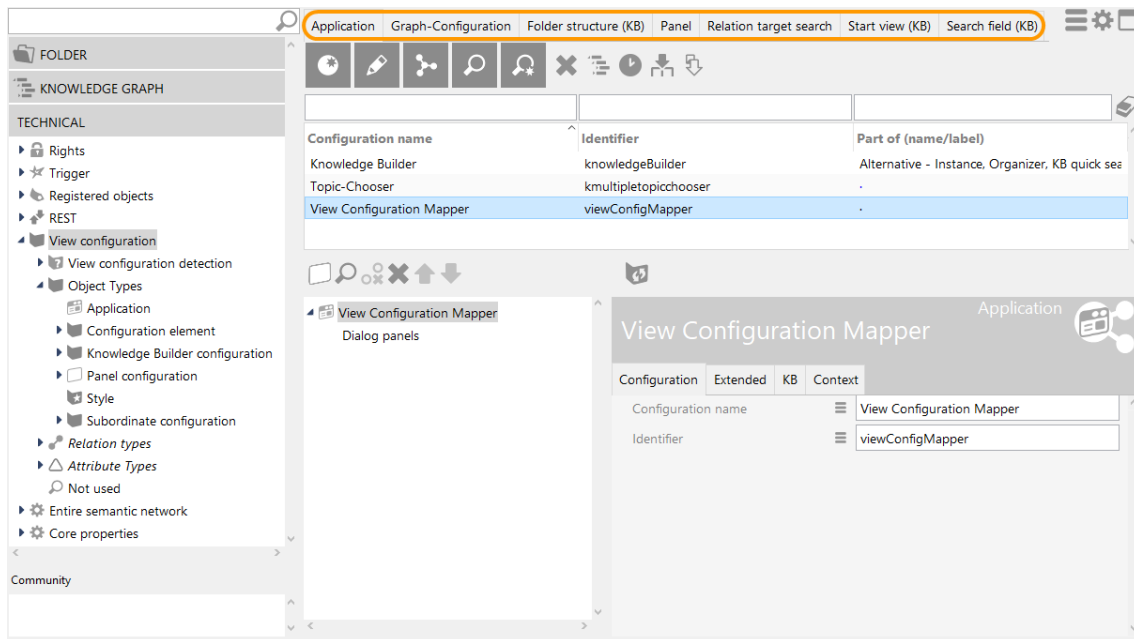 Application Graph-Configuration Folder structure (KB) Panel Relation target search Start view (KB) Search field (KB)
FOLDER
KNOWLEDGE GRAPH
TECHNICAL
Rights
Trigger
Registered objects
REST
View configuration
View configuration detection
Object Types
Application
Configuration element
Knowledge Builder configuration
Panel configuration
Style
Subordinate configuration
Relation types
Attribute Types
Not used
Entire semantic network
Core properties
Community
Configuration name Identifier Part of (name/label)
Knowledge Builder knowledgeBuilder Alternative - Instance, Organizer, KB quick sea
Topic-Chooser kmultipletopicchooser
View Configuration Mapper viewConfigMapper
View Configuration Mapper
Dialog panels
Application
View Configuration Mapper
Configuration Extended KB Context
Configuration name View Configuration Mapper
Identifier viewConfigMapper